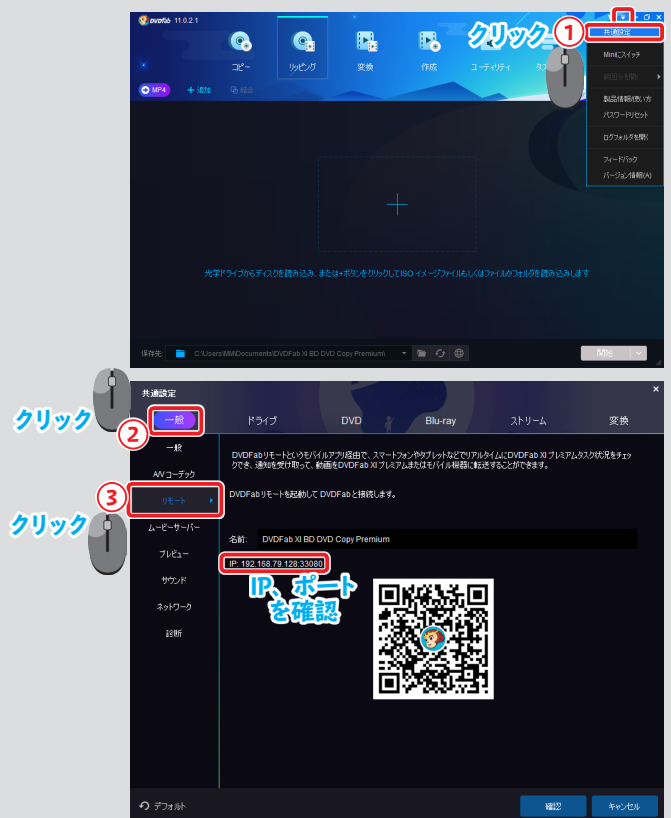 DVDFab 11.0.2.1
クリック ①
共通設定
コピー
リッピング
変換
作成
ユーティリティ
タス
Miniにスイッチ
製品情報/使い方
パスワードリセット
ログフォルダを開く
フィードバック
バージョン情報(A)
MP4
+ 追加
結合
光学ドライブからディスクを読み込み、または+ボタンをクリックしてISO イメージファイルもしくはファイルかフォルダを読み込みします
保存先:
C:\Users\MM\Documents\DVDFab XI BD DVD Copy Premium\
開始
共通設定
クリック
②
一般
ドライブ
DVD
Blu-ray
ストリーム
変換
一般
A/V コーデック
③
リモート
クリック
ムービーサーバー
プレビュー
サウンド
ネットワーク
診断
DVDFabリモートというモバイルアプリ経由で、スマートフォンやタブレットなどでリアルタイムにDVDFab XI プレミアムタスク状況をチェッ
クでき、通知を受け取って、動画をDVDFab XI プレミアムまたはモバイル機器に転送することができます。
DVDFabリモートを起動して DVDFabと接続します。
名前:
DVDFab XI BD DVD Copy Premium
IP: 192.168.79.128:33080
IP、ポート
を確認
デフォルト
確認
キャンセル